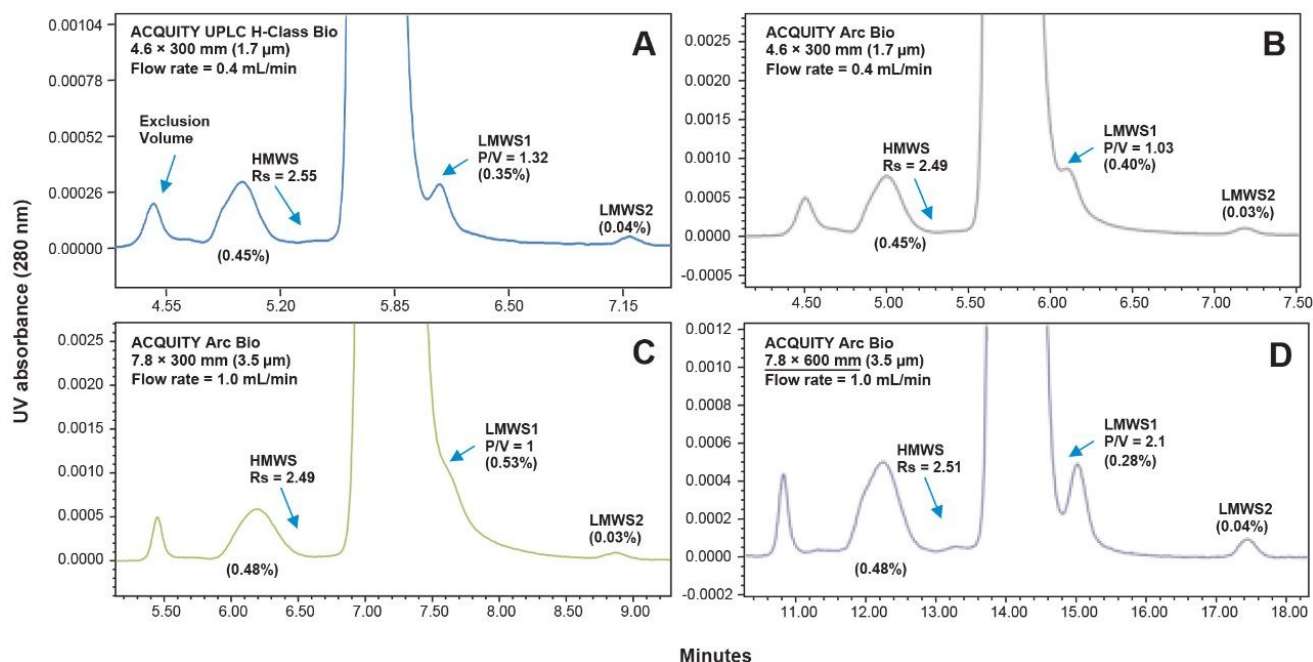 UV absorbance (280 nm)
A
ACQUITY UPLC H-Class Bio
4.6 × 300 mm (1.7 µm)
Flow rate = 0.4 mL/min
Exclusion
Volume
HMWS
Rs = 2.55
LMWS1
P/V = 1.32
(0.35%)
LMWS2
(0.04%)
(0.45%)
0.00104
0.00078
0.00052
0.00026
0.00000
4.55 5.20 5.85 6.50 7.15
B
ACQUITY Arc Bio
4.6 × 300 mm (1.7 µm)
Flow rate = 0.4 mL/min
HMWS
Rs = 2.49
LMWS1
P/V = 1.03
(0.40%)
LMWS2
(0.03%)
(0.45%)
0.0025
0.0020
0.0015
0.0010
0.0005
0.0000
-0.0005
4.50 5.00 5.50 6.00 6.50 7.00 7.50
C
ACQUITY Arc Bio
7.8 × 300 mm (3.5 µm)
Flow rate = 1.0 mL/min
HMWS
Rs = 2.49
LMWS1
P/V = 1
(0.53%)
LMWS2
(0.03%)
(0.48%)
0.0025
0.0020
0.0015
0.0010
0.0005
0.0000
5.50 6.00 6.50 7.00 7.50 8.00 8.50 9.00
D
ACQUITY Arc Bio
7.8 × 600 mm (3.5 µm)
Flow rate = 1.0 mL/min
HMWS
Rs = 2.51
LMWS1
P/V = 2.1
(0.28%)
LMWS2
(0.04%)
(0.48%)
0.0012
0.0010
0.0008
0.0006
0.0004
0.0002
0.0000
-0.0002
11.00 12.00 13.00 14.00 15.00 16.00 17.00 18.00
Minutes